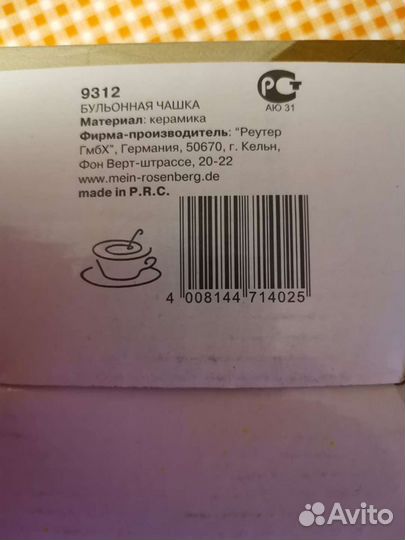 9312
БУЛЬОННАЯ ЧАШКА
Материал: керамика
Фирма-производитель: "Реутер
ГмбХ", Германия, 50670, г. Кельн,
Фон Верт-штрассе, 20-22
www.mein-rosenberg.de
made in P.R.C.
РСТ
АЮ 31
4 008144 714025
Avito